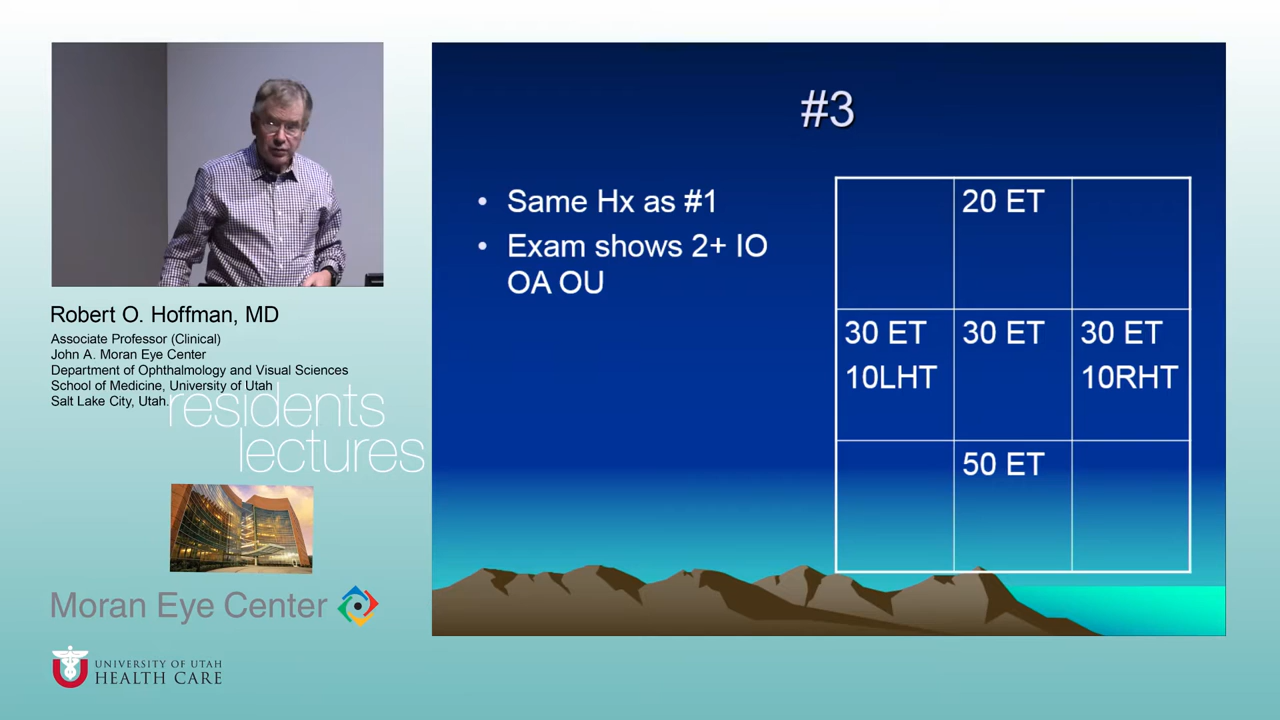 #3
• Same Hx as #1
• Exam shows 2+ IO
OA OU
20 ET
30 ET 30 ET 30 ET
10LHT 10RHT
50 ET
Robert O. Hoffman, MD
Associate Professor (Clinical)
John A. Moran Eye Center
Department of Ophthalmology and Visual Sciences
School of Medicine, University of Utah
Salt Lake City, Utah.
residents
lectures
Moran Eye Center
U
UNIVERSITY OF UTAH
HEALTH CARE